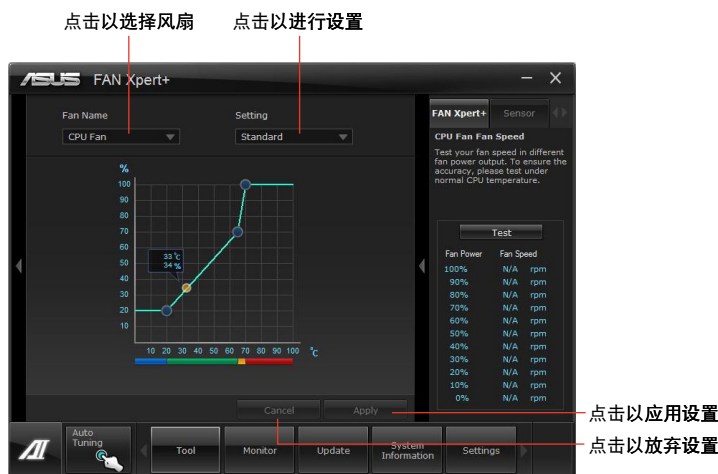 点击以选择风扇
点击以进行设置
ASUS FAN Xpert+
Fan Name
Setting
CPU Fan
Standard
%
100
90
80
70
60
50
40
30
20
10
33°C
34 %
10 20 30 40 50 60 70 80 90 100 °C
Cancel
Apply
FAN Xpert+
Sensor
CPU Fan Fan Speed
Test your fan speed in different
fan power output. To ensure the
accuracy, please test under
normal CPU temperature.
Test
Fan Power Fan Speed
100% N/A rpm
90% N/A rpm
80% N/A rpm
70% N/A rpm
60% N/A rpm
50% N/A rpm
40% N/A rpm
30% N/A rpm
20% N/A rpm
10% N/A rpm
0% N/A rpm
点击以应用设置
点击以放弃设置
AI
Auto
Tuning
Tool
Monitor
Update
System
Information
Settings